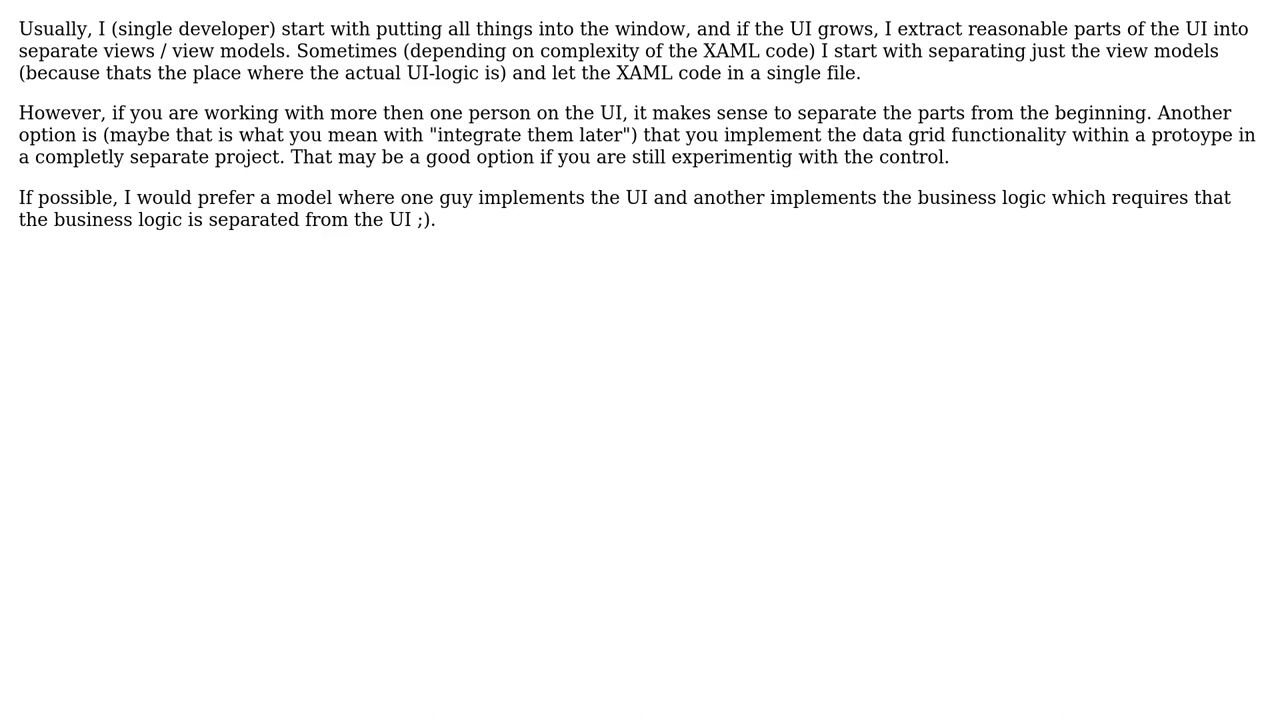 Usually, I (single developer) start with putting all things into the window, and if the UI grows, I extract reasonable parts of the UI into
separate views / view models. Sometimes (depending on complexity of the XAML code) I start with separating just the view models
(because thats the place where the actual UI-logic is) and let the XAML code in a single file.
However, if you are working with more then one person on the UI, it makes sense to separate the parts from the beginning. Another
option is (maybe that is what you mean with "integrate them later") that you implement the data grid functionality within a protoype in
a completly separate project. That may be a good option if you are still experimentig with the control.
If possible, I would prefer a model where one guy implements the UI and another implements the business logic which requires that
the business logic is separated from the UI ;).